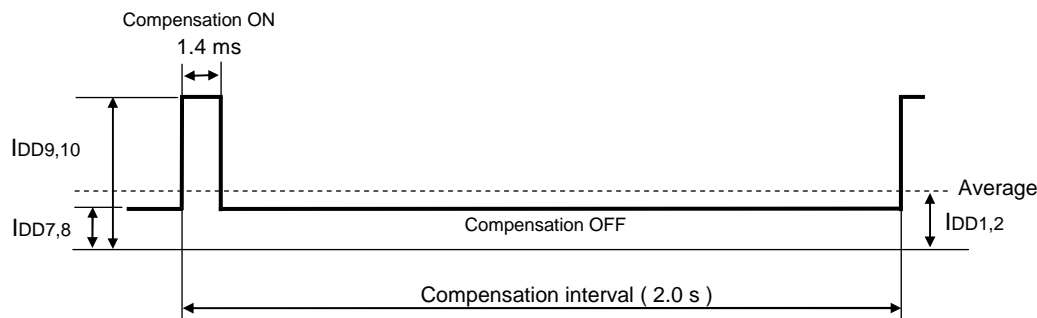 Compensation ON
1.4 ms
IDD9,10
Average
IDD7,8
Compensation OFF
IDD1,2
Compensation interval ( 2.0 s )